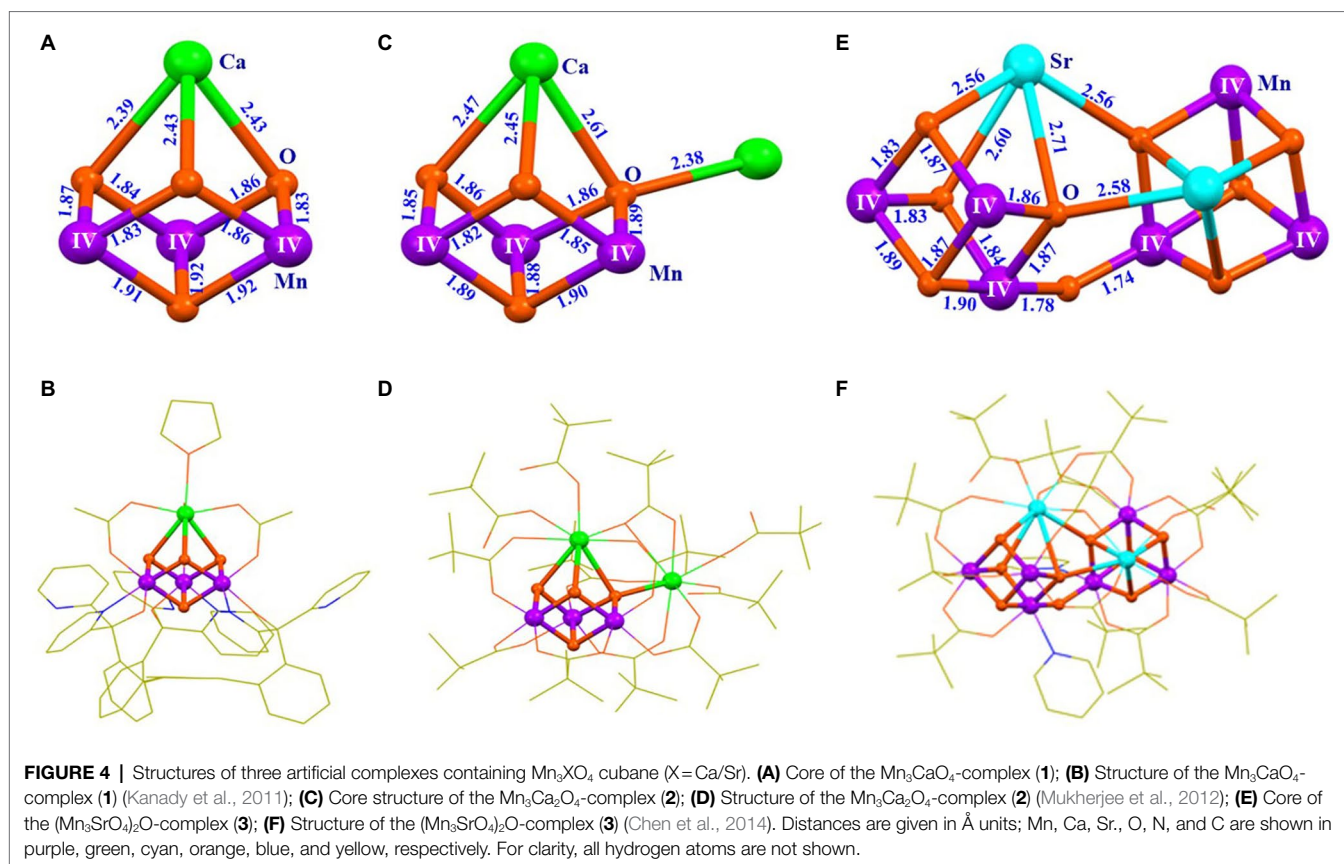 A
Ca
2.39
2.43
2.43
O
1.87
1.84
1.86
1.83
IV
IV
IV
1.83
1.86
1.91
1.92
1.92
Mn
C
Ca
2.47
2.45
2.61
O
2.38
1.85
1.86
1.86
1.89
IV
IV
IV
1.82
1.85
1.89
1.88
1.90
Mn
E
Sr
2.56
2.56
IV
Mn
1.83
1.87
2.60
2.71
O
2.58
IV
IV
1.86
1.83
1.89
1.87
1.84
1.87
IV
IV
IV
1.90
1.78
1.74
B
D
F
FIGURE 4 | Structures of three artificial complexes containing Mn₃XO₄ cubane (X=Ca/Sr). (A) Core of the Mn₃CaO₄-complex (1); (B) Structure of the Mn₃CaO₄-
complex (1) (Kanady et al., 2011); (C) Core structure of the Mn₃Ca₂O₄-complex (2); (D) Structure of the Mn₃Ca₂O₄-complex (2) (Mukherjee et al., 2012); (E) Core of
the (Mn₃SrO₄)₂O-complex (3); (F) Structure of the (Mn₃SrO₄)₂O-complex (3) (Chen et al., 2014). Distances are given in Å units; Mn, Ca, Sr., O, N, and C are shown in
purple, green, cyan, orange, blue, and yellow, respectively. For clarity, all hydrogen atoms are not shown.